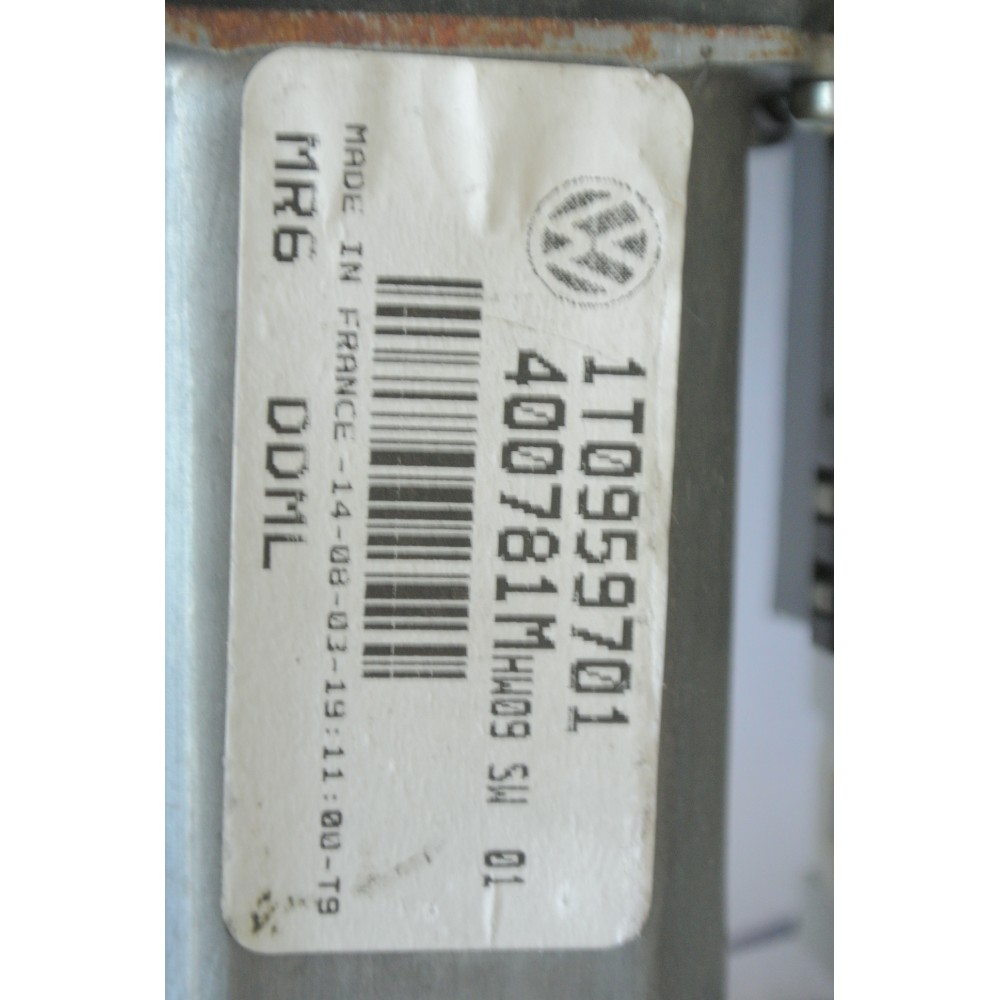 1T0959701
400781M HW09 SW 01
MADE IN FRANCE-14-08-03-19:11:00-T9
MR6 DDML